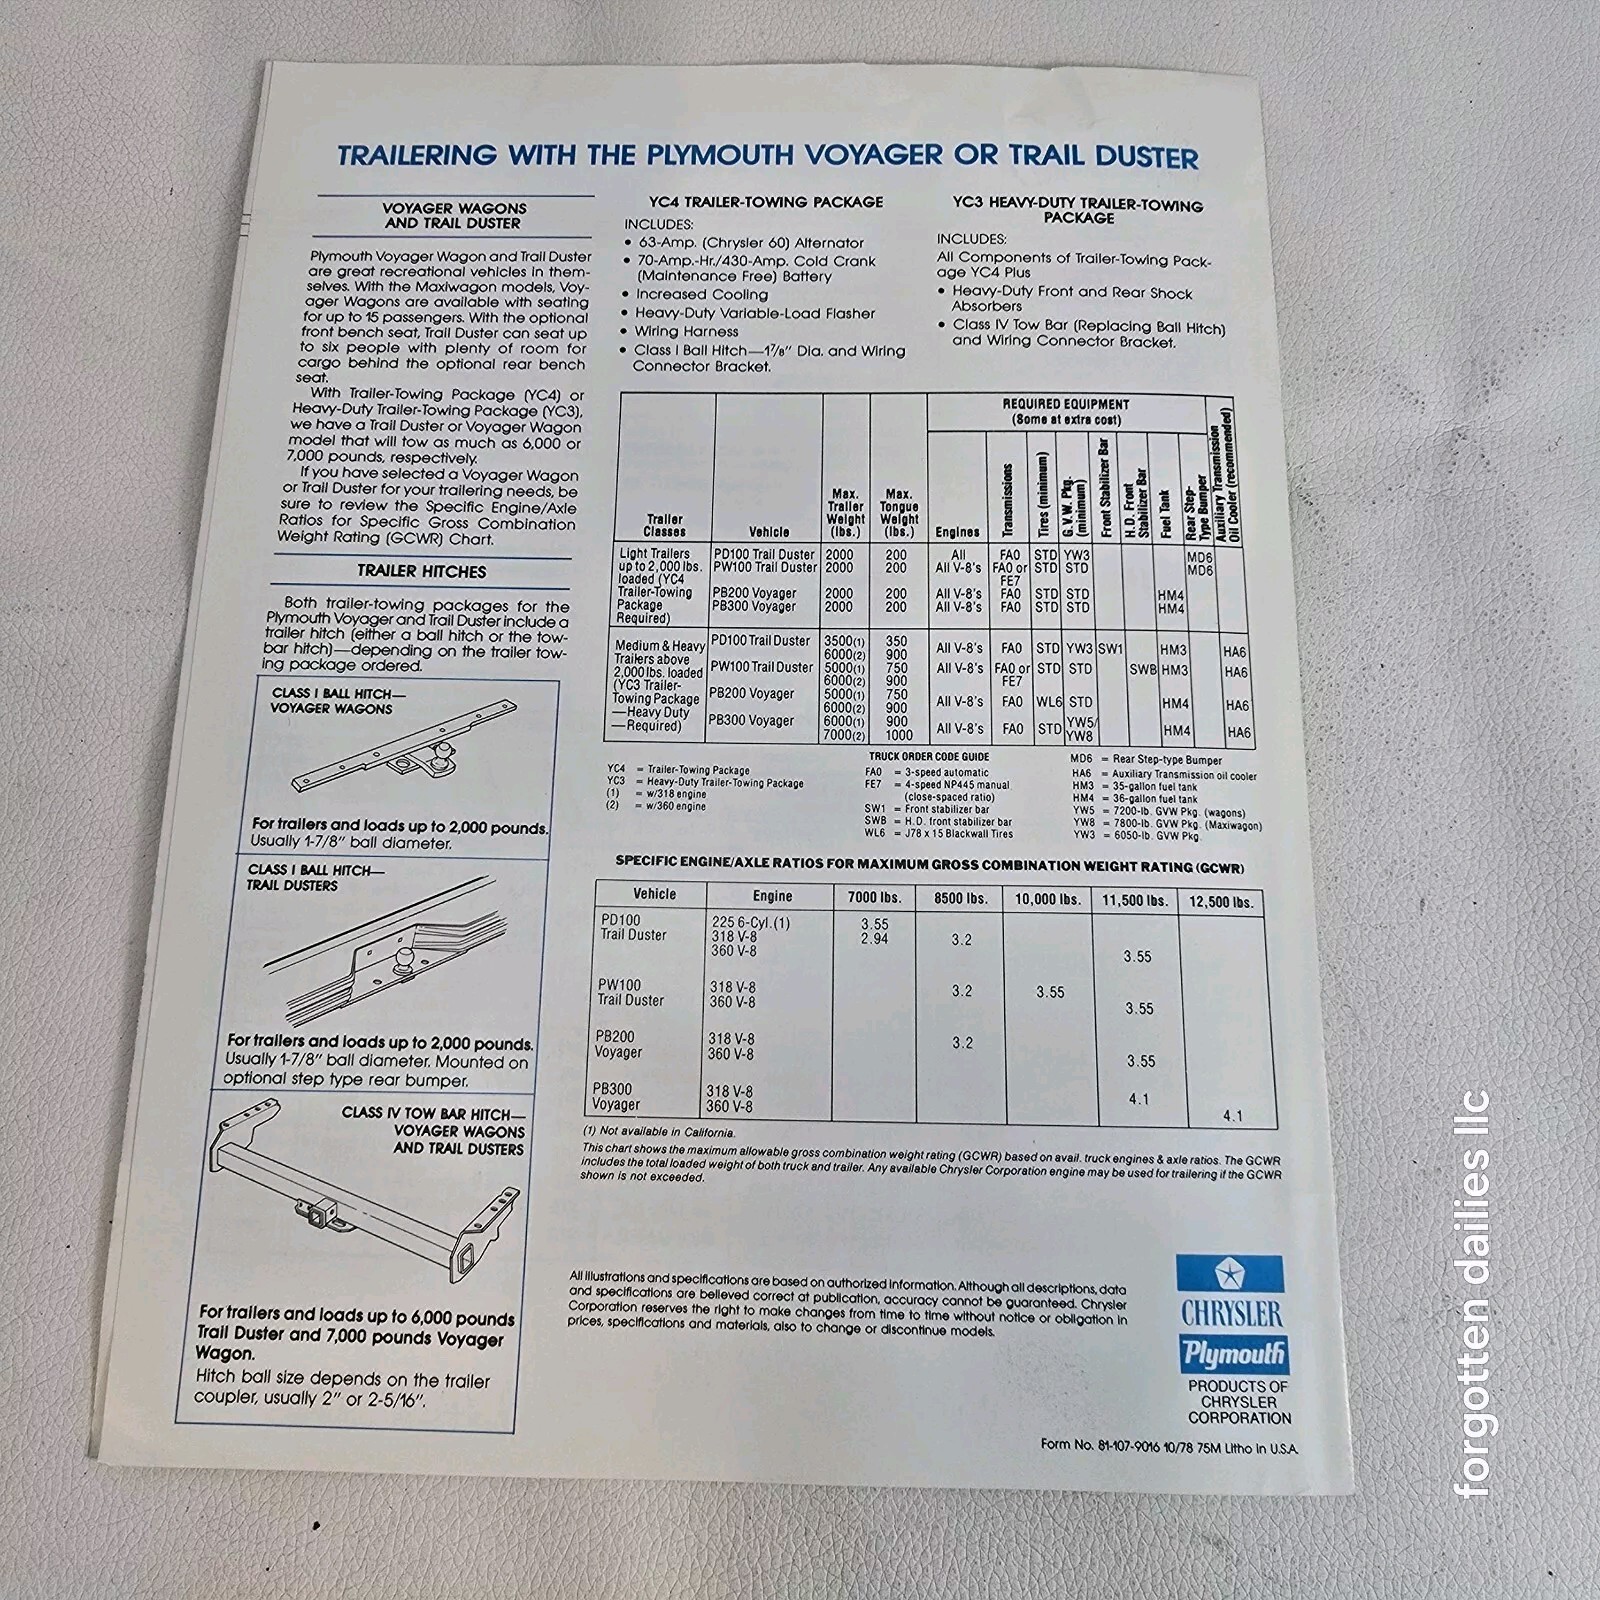 TRAILERING WITH THE PLYMOUTH VOYAGER OR TRAIL DUSTER
VOYAGER WAGONS
AND TRAIL DUSTER
Plymouth Voyager Wagon and Trail Duster
are great recreational vehicles in them-
selves. With the Maxiwagon models, Voy-
ager Wagons are available with seating
for up to 15 passengers. With the optional
front bench seat, Trail Duster can seat up
to six people with plenty of room for
cargo behind the optional rear bench
seat.
With Trailer-Towing Package (YC4) or
Heavy-Duty Trailer-Towing Package (YC3),
we have a Trail Duster or Voyager Wagon
model that will tow as much as 6,000 or
7,000 pounds, respectively.
If you have selected a Voyager Wagon
or Trail Duster for your trailering needs, be
sure to review the Specific Engine/Axle
Ratios for Specific Gross Combination
Weight Rating (GCWR) Chart.
TRAILER HITCHES
Both trailer-towing packages for the
Plymouth Voyager and Trail Duster include a
trailer hitch (either a ball hitch or the tow-
bar hitch)—depending on the trailer tow-
ing package ordered.
CLASS I BALL HITCH—
VOYAGER WAGONS
For trailers and loads up to 2,000 pounds.
Usually 1-7/8" ball diameter.
CLASS I BALL HITCH—
TRAIL DUSTERS
For trailers and loads up to 2,000 pounds.
Usually 1-7/8" ball diameter. Mounted on
optional step type rear bumper.
CLASS IV TOW BAR HITCH—
VOYAGER WAGONS
AND TRAIL DUSTERS
For trailers and loads up to 6,000 pounds
Trail Duster and 7,000 pounds Voyager
Wagon.
Hitch ball size depends on the trailer
coupler, usually 2" or 2-5/16".
YC4 TRAILER-TOWING PACKAGE
INCLUDES:
• 63-Amp. (Chrysler 60) Alternator
• 70-Amp.-Hr./430-Amp. Cold Crank
(Maintenance Free) Battery
• Increased Cooling
• Heavy-Duty Variable-Load Flasher
• Wiring Harness
• Class I Ball Hitch—1⅞" Dia. and Wiring
Connector Bracket.
YC3 HEAVY-DUTY TRAILER-TOWING
PACKAGE
INCLUDES:
All Components of Trailer-Towing Pack-
age YC4 Plus
• Heavy-Duty Front and Rear Shock
Absorbers
• Class IV Tow Bar (Replacing Ball Hitch)
and Wiring Connector Bracket.
REQUIRED EQUIPMENT
(Some at extra cost)
Trailer Classes Vehicle Max. Trailer Weight (lbs.) Max. Tongue Weight (lbs.) Engines Transmissions Tires (minimum) G.V.W. Pkg. (minimum) Front Stabilizer Bar H.D. Front Stabilizer Bar Fuel Tank Rear Step-Type Bumper Auxiliary Transmission Oil Cooler (recommended)
Light Trailers PD100 Trail Duster 2000 200 All FA0 STD YW3 MD6
up to 2,000 lbs. PW100 Trail Duster 2000 200 All V-8's FA0 or STD STD MD6
loaded (YC4 FE7
Trailer-Towing PB200 Voyager 2000 200 All V-8's FA0 STD STD HM4
Package PB300 Voyager 2000 200 All V-8's FA0 STD STD HM4
Required)
Medium & Heavy PD100 Trail Duster 3500(1) 350 All V-8's FA0 STD YW3 SW1 HM3 HA6
6000(2) 900
Trailers above PW100 Trail Duster 5000(1) 750 All V-8's FA0 or STD STD SWB HM3 HA6
2,000 lbs. loaded 6000(2) 900 FE7
(YC3 Trailer- PB200 Voyager 5000(1) 750 All V-8's FA0 WL6 STD HM4 HA6
Towing Package 6000(2) 900
—Heavy Duty PB300 Voyager 6000(1) 900 All V-8's FA0 STD YW5/ HM4 HA6
—Required) 7000(2) 1000 YW8
TRUCK ORDER CODE GUIDE
YC4 = Trailer-Towing Package
YC3 = Heavy-Duty Trailer-Towing Package
(1) = w/318 engine
(2) = w/360 engine
FA0 = 3-speed automatic
FE7 = 4-speed NP445 manual
(close-spaced ratio)
SW1 = Front stabilizer bar
SWB = H.D. front stabilizer bar
WL6 = J78 x 15 Blackwall Tires
MD6 = Rear Step-type Bumper
HA6 = Auxiliary Transmission oil cooler
HM3 = 35-gallon fuel tank
HM4 = 36-gallon fuel tank
YW5 = 7200-lb. GVW Pkg. (wagons)
YW8 = 7800-lb. GVW Pkg. (Maxiwagon)
YW3 = 6050-lb. GVW Pkg.
SPECIFIC ENGINE/AXLE RATIOS FOR MAXIMUM GROSS COMBINATION WEIGHT RATING (GCWR)
Vehicle Engine 7000 lbs. 8500 lbs. 10,000 lbs. 11,500 lbs. 12,500 lbs.
PD100 225 6-Cyl.(1) 3.55
Trail Duster 318 V-8 2.94 3.2
360 V-8 3.55
PW100 318 V-8 3.2 3.55
Trail Duster 360 V-8 3.55
PB200 318 V-8 3.2
Voyager 360 V-8 3.55
PB300 318 V-8 4.1
Voyager 360 V-8 4.1
(1) Not available in California.
This chart shows the maximum allowable gross combination weight rating (GCWR) based on avail. truck engines & axle ratios. The GCWR
includes the total loaded weight of both truck and trailer. Any available Chrysler Corporation engine may be used for trailering if the GCWR
shown is not exceeded.
All illustrations and specifications are based on authorized information. Although all descriptions, data
and specifications are believed correct at publication, accuracy cannot be guaranteed. Chrysler
Corporation reserves the right to make changes from time to time without notice or obligation in
prices, specifications and materials, also to change or discontinue models.
CHRYSLER
Plymouth
PRODUCTS OF
CHRYSLER
CORPORATION
Form No. 81-107-9016 10/78 75M Litho in U.S.A.
forgotten dailies llc